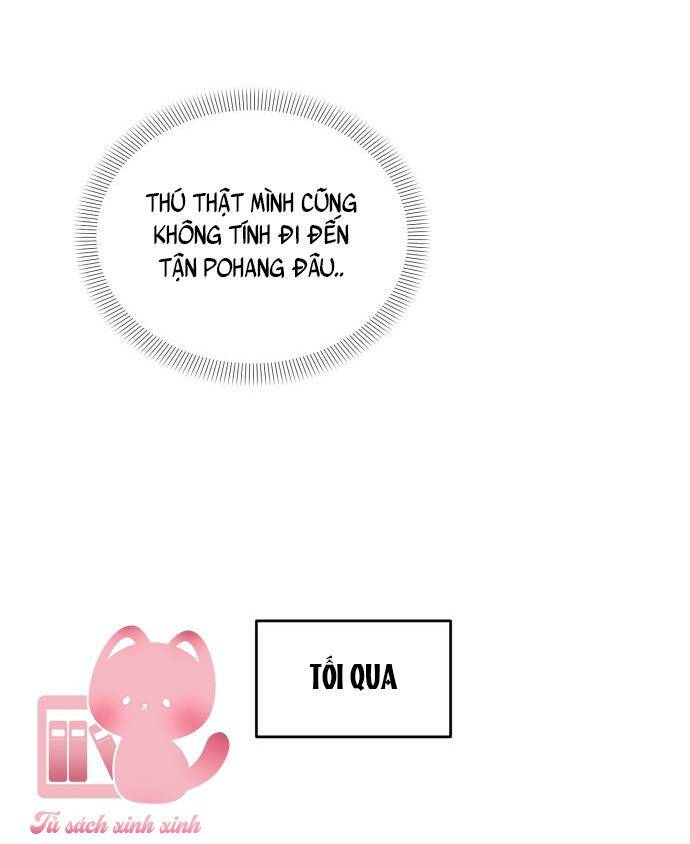 THÚ THẬT MÌNH CŨNG
KHÔNG TÍNH ĐI ĐẾN
TẬN POHANG ĐÂU..
TỐI QUA
Tủ sách xinh xinh